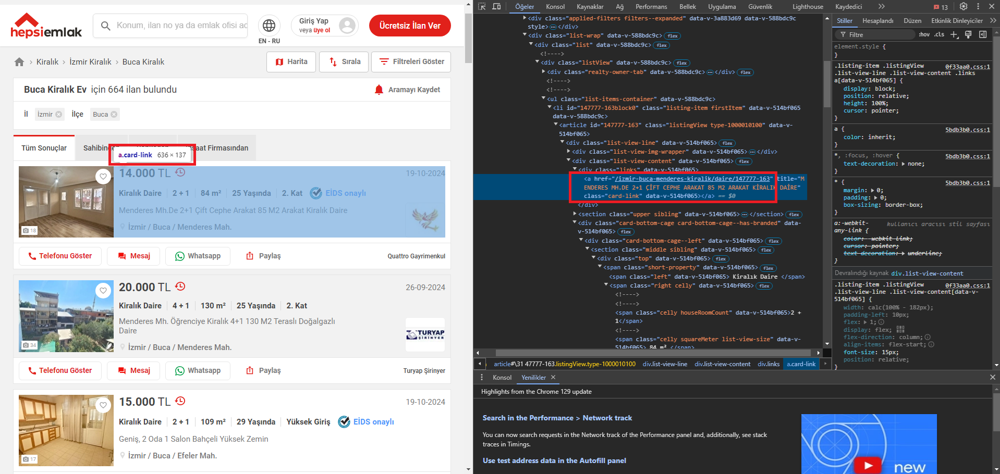 hepsiemlak
Konum, ilan no ya da emlak ofisi ad
EN - RU
Giriş Yap
veya üye ol
Ücretsiz İlan Ver
Kiralık
İzmir Kiralık
Buca Kiralık
Harita
Sırala
Filtreleri Göster
Buca Kiralık Ev için 664 ilan bulundu
Aramayı Kaydet
İl
İzmir
İlçe
Buca
Tüm Sonuçlar
a.card-link 636 × 137
saat Firmasından
14.000 TL
19-10-2024
Kiralık Daire
2 + 1
84 m²
25 Yaşında
2. Kat
EİDS onaylı
Menderes Mh.De 2+1 Çift Cephe Arakat 85 M2 Arakat Kiralık Daire
İzmir / Buca / Menderes Mah.
18
Telefonu Göster
Mesaj
Whatsapp
Paylaş
Quattro Gayrimenkul
20.000 TL
26-09-2024
Kiralık Daire
4 + 1
130 m²
25 Yaşında
2. Kat
Menderes Mh. Öğrenciye Kiralık 4+1 130 M2 Teraslı Doğalgazlı
Daire
TURYAP
ŞİRİNYER
İzmir / Buca / Menderes Mah.
34
Telefonu Göster
Mesaj
Whatsapp
Paylaş
Turyap Şirinyer
15.000 TL
19-10-2024
Kiralık Daire
2 + 1
109 m²
29 Yaşında
Yüksek Giriş
EİDS onaylı
Geniş, 2 Oda 1 Salon Bahçeli Yüksek Zemin
İzmir / Buca / Efeler Mah.
17
Öğeler
Konsol
Kaynaklar
Ağ
Performans
Bellek
Uygulama
Güvenlik
Lighthouse
Kaydedici
13
<div class="applied-filters filters--expanded" data-v-3a883d69 data-v-588bdc9c
style>…</div>
<div class="list-wrap" data-v-588bdc9c> flex
<div class="list" data-v-588bdc9c> flex
<!---->
<div class="listView" data-v-588bdc9c> flex
<div class="realty-owner-tab" data-v-588bdc9c>…</div> flex
<!---->
<!---->
<ul class="list-items-container" data-v-588bdc9c>
<li id="147777-163block0" class="listing-item firstItem" data-v-514bf065
data-v-588bdc9c>
<article id="147777-163" class="listingView type-1000010100" data-v-
514bf065>
<div class="list-view-line" data-v-514bf065> flex
<div class="list-view-img-wrapper" data-v-514bf065>…</div>
<div class="list-view-content" data-v-514bf065> flex
<div class="links" data-v-514bf065>
<a href="/izmir-buca-menderes-kiralik/daire/147777-163" title="M
ENDERES MH.DE 2+1 ÇİFT CEPHE ARAKAT 85 M2 ARAKAT KİRALIK DAİRE"
class="card-link" data-v-514bf065></a> == $0
</div>
<section class="upper sibling" data-v-514bf065>…</section> flex
<div class="card-bottom-cage card-bottom-cage--has-branded" data-
v-514bf065> flex
<div class="card-bottom-cage--left" data-v-514bf065> flex
<section class="middle sibling" data-v-514bf065> flex
<div class="top" data-v-514bf065> flex
<span class="short-property" data-v-514bf065> flex
<span class="left" data-v-514bf065> Kiralık Daire </span>
<span class="right celly" data-v-514bf065> flex
<!---->
<!---->
<span class="celly houseRoomCount" data-v-514bf065>2 +
1</span>
<!---->
<span class="celly squareMeter list-view-size" data-v-
514bf065> 84 m² </span>
article#\31 47777-163.listingView.type-1000010100
div.list-view-line
div.list-view-content
div.links
a.card-link
Stiller
Hesaplandı
Düzen
Etkinlik Dinleyiciler
Filtre
:hov
.cls
element.style {
}
.listing-item .listingView 0f33aa0.css:1
.list-view-line .list-view-content .links
a[data-v-514bf065] {
display: block;
position: relative;
height: 100%;
cursor: pointer;
}
a { 5bdb3b0.css:1
color: inherit;
}
*, :focus, :hover { 5bdb3b0.css:1
text-decoration: none;
}
* { 5bdb3b0.css:1
margin: 0;
padding: 0;
box-sizing: border-box;
}
a:-webkit- kullanıcı aracısı stil sayfası
any-link {
color: -webkit-link;
cursor: pointer;
text-decoration: underline;
}
Devralındığı kaynak div.list-view-content
.listing-item .listingView 0f33aa0.css:1
.list-view-line .list-view-content[data-v-
514bf065] {
width: calc(100% - 182px);
padding-left: 10px;
flex: 1;
display: flex;
flex-direction: column;
align-items: flex-start;
font-size: 15px;
position: relative;
}
Konsol
Yenilikler
Highlights from the Chrome 129 update
Search in the Performance > Network track
You can now search requests in the Network track of the Performance panel and, additionally, see stack
traces in Timings.
Use test address data in the Autofill panel
new